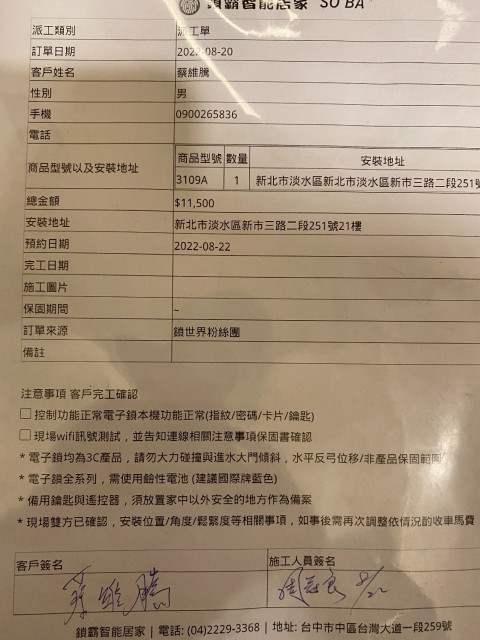 鎖霸智能居家 "SO BA"
派工類別 派工單
訂單日期 2022-08-20
客戶姓名 蔡維騰
性別 男
手機 0900265836
電話
商品型號以及安裝地址 商品型號 數量 安裝地址
3109A 1 新北市淡水區新北市淡水區新市三路二段251號
總金額 $11,500
安裝地址 新北市淡水區新市三路二段251號21樓
預約日期 2022-08-22
完工日期
施工圖片
保固期間 –
訂單來源 鎖世界粉絲團
備註
注意事項 客戶完工確認
☐ 控制功能正常電子鎖本機功能正常(指紋/密碼/卡片/鑰匙)
☐ 現場wifi訊號測試，並告知連線相關注意事項保固書確認
* 電子鎖均為3C產品，請勿大力碰撞與進水大門傾斜，水平反弓位移/非產品保固範圍
* 電子鎖全系列，需使用鹼性電池 (建議國際牌藍色)
* 備用鑰匙與遙控器，須放置家中以外安全的地方作為備案
* 現場雙方已確認，安裝位置/角度/鬆緊度等相關事項，如事後需再次調整依情況酌收車馬費
客戶簽名 施工人員簽名
蔡維騰 8/22
鎖霸智能居家 | 電話: (04)2229-3368 | 地址: 台中市中區台灣大道一段259號